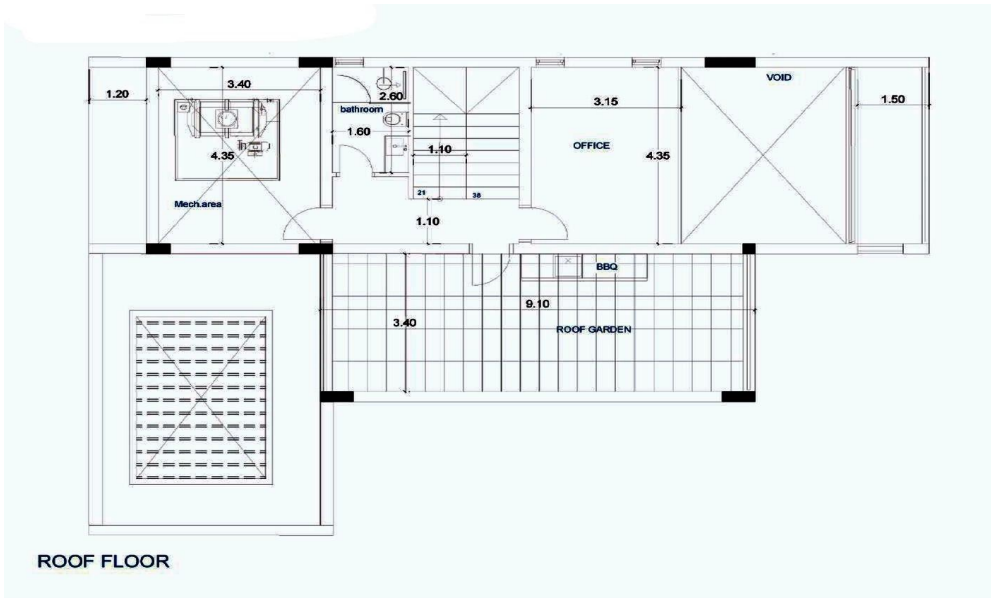 VOID
3.40
1.20
2.60
3.15
1.50
bathroom
1.60
1.10
OFFICE
4.35
4.35
21
38
Mech.area
1.10
BBQ
9.10
3.40
ROOF GARDEN
ROOF FLOOR